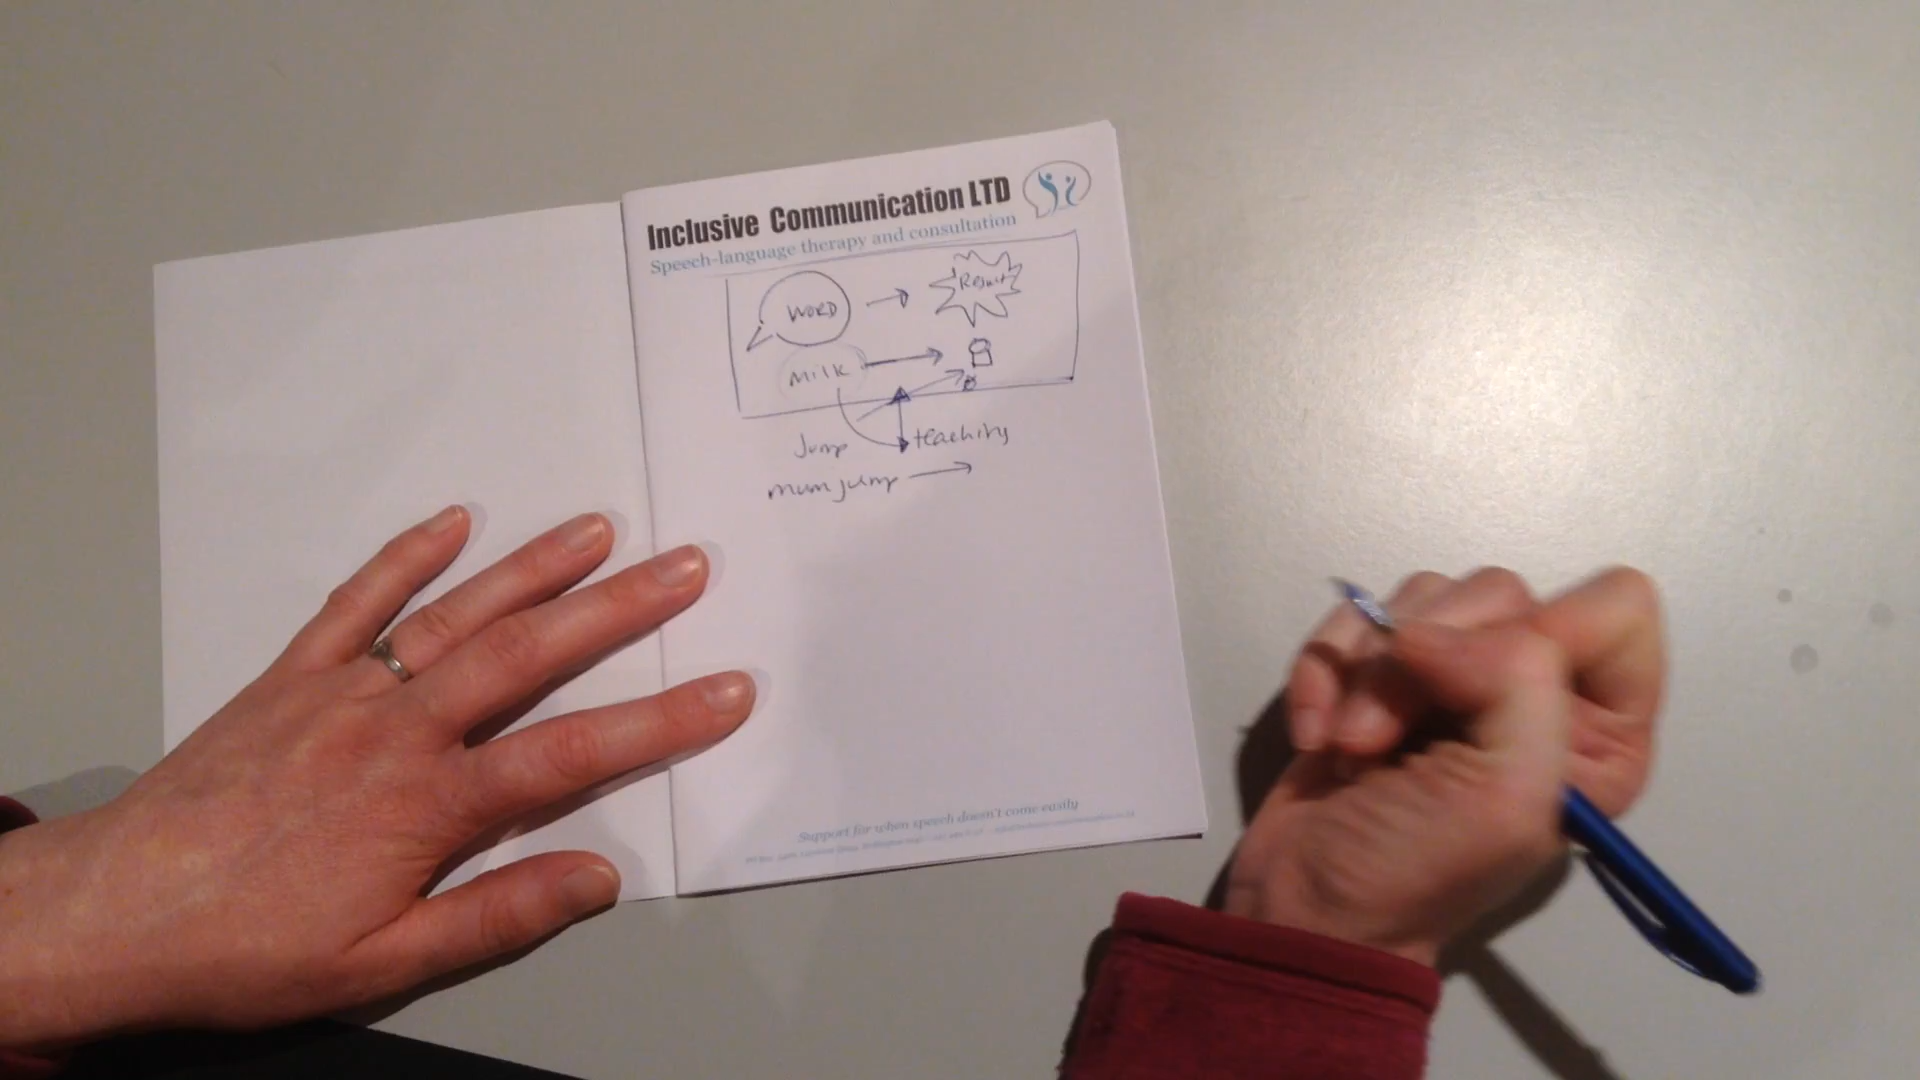 Inclusive Communication LTD
Speech-language therapy and consultation
WORD → Result
Milk →
Jump teaching
mum jump →
Support for when speech doesn't come easily